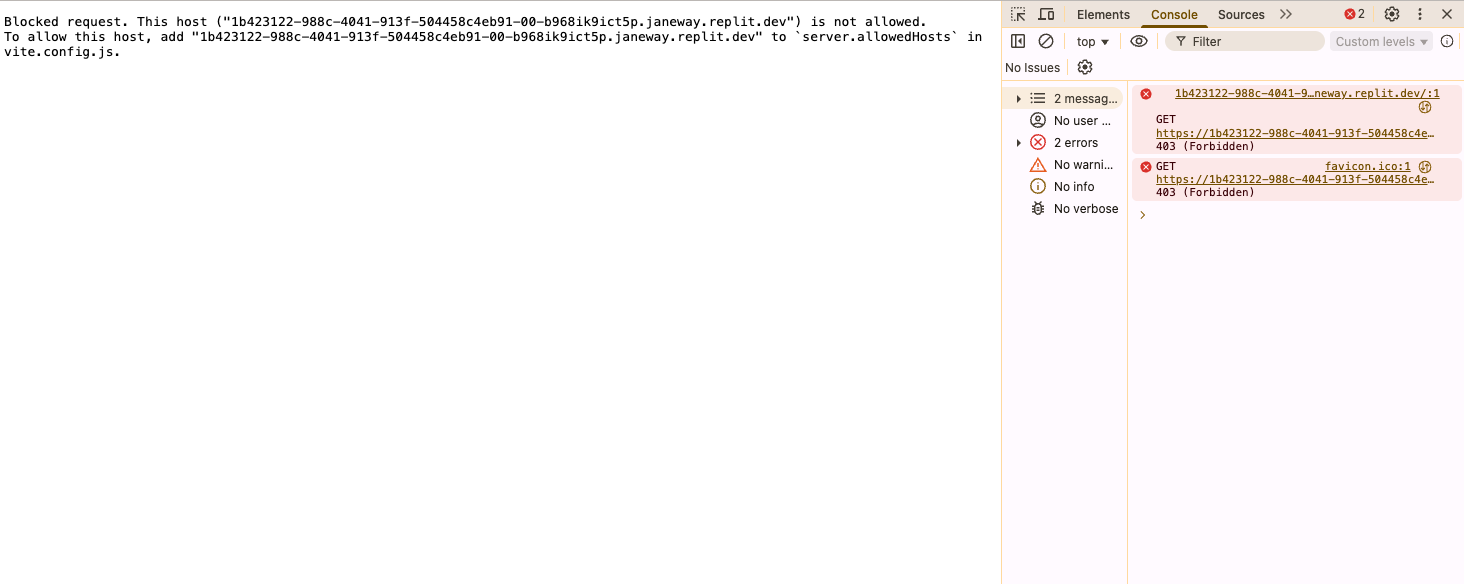 Blocked request. This host ("1b423122-988c-4041-913f-504458c4eb91-00-b968ik9ict5p.janeway.replit.dev") is not allowed.
To allow this host, add "1b423122-988c-4041-913f-504458c4eb91-00-b968ik9ict5p.janeway.replit.dev" to `server.allowedHosts` in
vite.config.js.
Elements Console Sources 2
top Filter Custom levels
No Issues
2 messag...
No user ...
2 errors
No warni...
No info
No verbose
1b423122-988c-4041-9…neway.replit.dev/:1
GET
https://1b423122-988c-4041-913f-504458c4e…
403 (Forbidden)
GET favicon.ico:1
https://1b423122-988c-4041-913f-504458c4e…
403 (Forbidden)